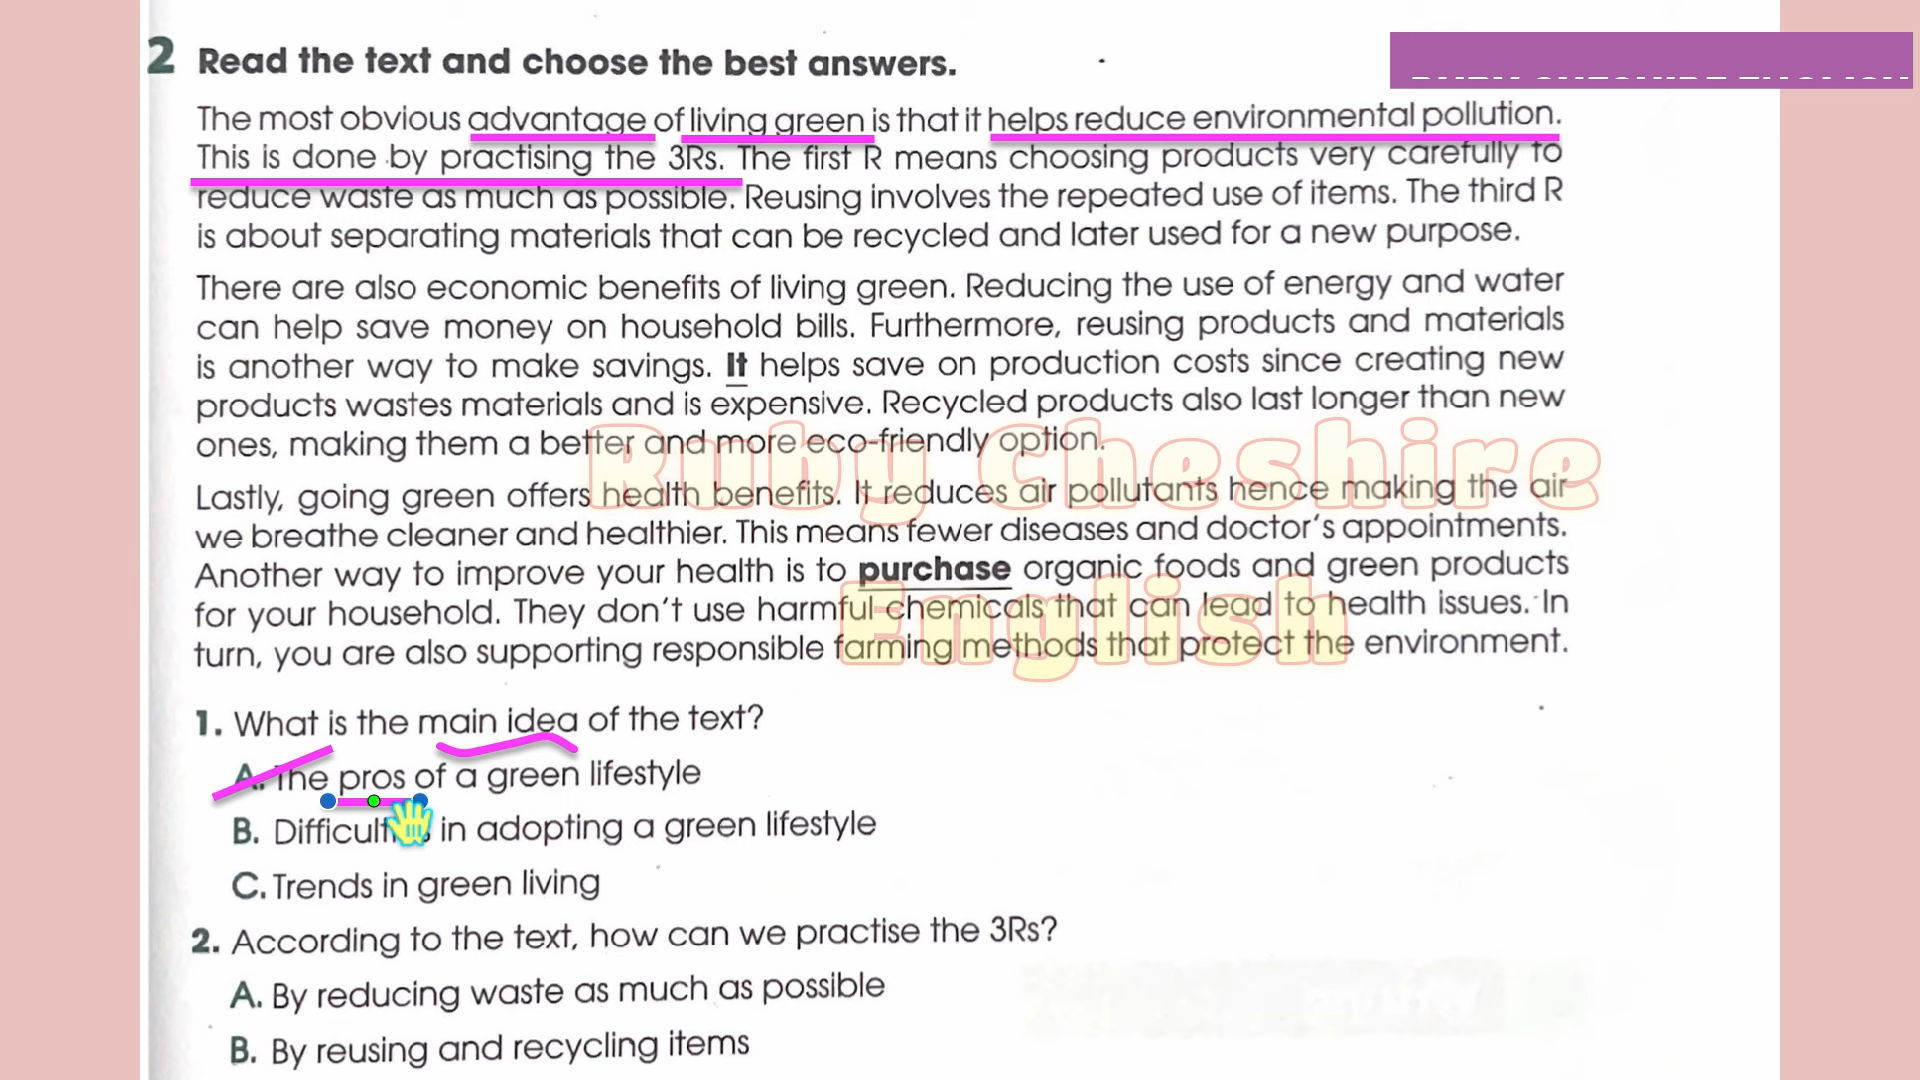 2 Read the text and choose the best answers.
The most obvious advantage of living green is that it helps reduce environmental pollution.
This is done by practising the 3Rs. The first R means choosing products very carefully to
reduce waste as much as possible. Reusing involves the repeated use of items. The third R
is about separating materials that can be recycled and later used for a new purpose.
There are also economic benefits of living green. Reducing the use of energy and water
can help save money on household bills. Furthermore, reusing products and materials
is another way to make savings. It helps save on production costs since creating new
products wastes materials and is expensive. Recycled products also last longer than new
ones, making them a better and more eco-friendly option.
Ruby Cheshire
Lastly, going green offers health benefits. It reduces air pollutants hence making the air
we breathe cleaner and healthier. This means fewer diseases and doctor's appointments.
Another way to improve your health is to purchase organic foods and green products
for your household. They don't use harmful chemicals that can lead to health issues. In
English
turn, you are also supporting responsible farming methods that protect the environment.
1. What is the main idea of the text?
A. The pros of a green lifestyle
B. Difficulties in adopting a green lifestyle
C. Trends in green living
2. According to the text, how can we practise the 3Rs?
A. By reducing waste as much as possible
B. By reusing and recycling items